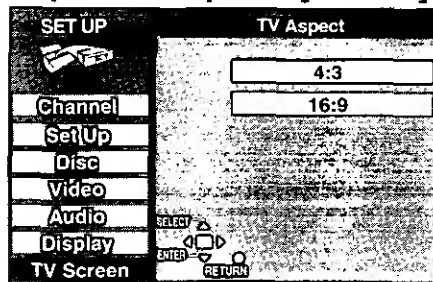 SET UP
TV Aspect
4:3
16:9
Channel
Set Up
Disc
Video
Audio
Display
TV Screen
SELECT
ENTER
RETURN